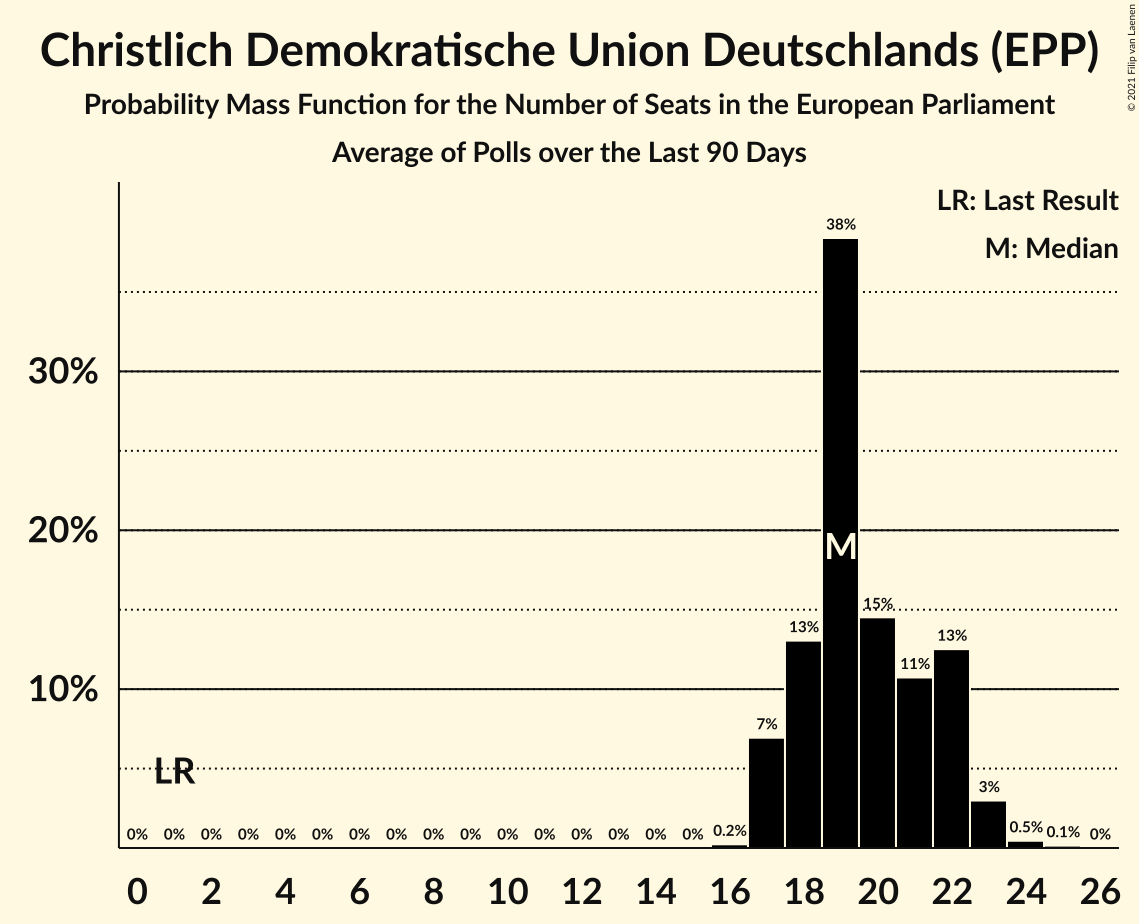 Christlich Demokratische Union Deutschlands (EPP)
Probability Mass Function for the Number of Seats in the European Parliament
Average of Polls over the Last 90 Days
© 2021 Filip van Laenen
LR: Last Result
M: Median
38%
30%
20%
M
15%
13%
13%
11%
10%
7%
LR
3%
0% 0% 0% 0% 0% 0% 0% 0% 0% 0% 0% 0% 0% 0% 0% 0% 0.2% 0.5% 0.1% 0%
0 2 4 6 8 10 12 14 16 18 20 22 24 26